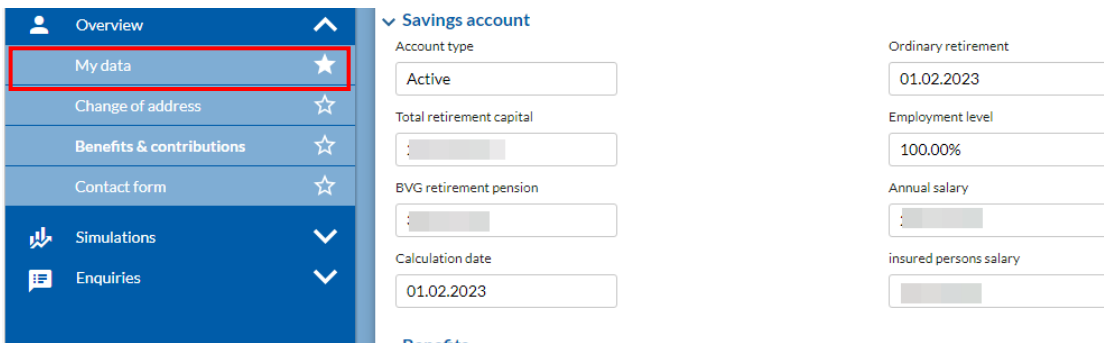 Overview
My data
Change of address
Benefits & contributions
Contact form
Simulations
Enquiries
Savings account
Account type
Active
Ordinary retirement
01.02.2023
Total retirement capital
Employment level
100.00%
BVG retirement pension
Annual salary
Calculation date
01.02.2023
insured persons salary